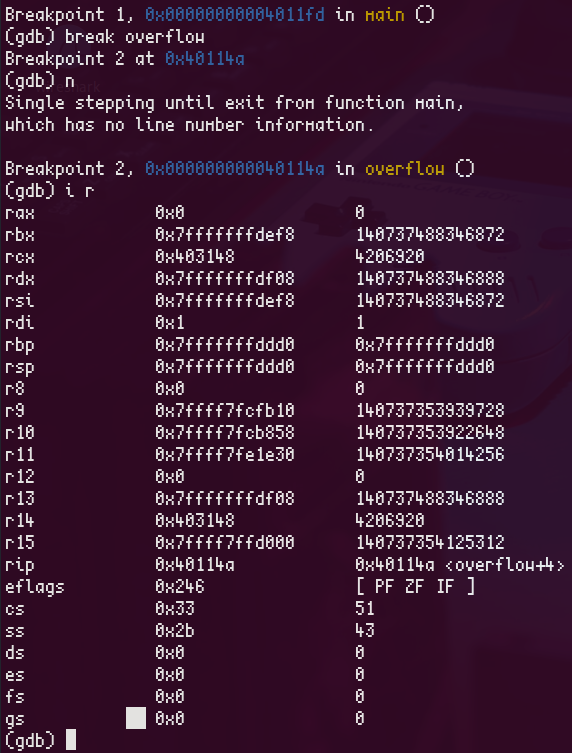 Breakpoint 1, 0x00000000004011fd in main ()
(gdb) break overflow
Breakpoint 2 at 0x40114a
(gdb) n
Single stepping until exit from function main,
which has no line number information.
Breakpoint 2, 0x000000000040114a in overflow ()
(gdb) i r
rax 0x0 0
rbx 0x7fffffffdef8 140737488346872
rcx 0x403148 4206920
rdx 0x7fffffffdf08 140737488346888
rsi 0x7fffffffdef8 140737488346872
rdi 0x1 1
rbp 0x7fffffffddd0 0x7fffffffddd0
rsp 0x7fffffffddd0 0x7fffffffddd0
r8 0x0 0
r9 0x7ffff7fcfb10 140737353939728
r10 0x7ffff7fcb858 140737353922648
r11 0x7ffff7fe1e30 140737354014256
r12 0x0 0
r13 0x7fffffffdf08 140737488346888
r14 0x403148 4206920
r15 0x7ffff7ffd000 140737354125312
rip 0x40114a 0x40114a <overflow+4>
eflags 0x246 [ PF ZF IF ]
cs 0x33 51
ss 0x2b 43
ds 0x0 0
es 0x0 0
fs 0x0 0
gs 0x0 0
(gdb)